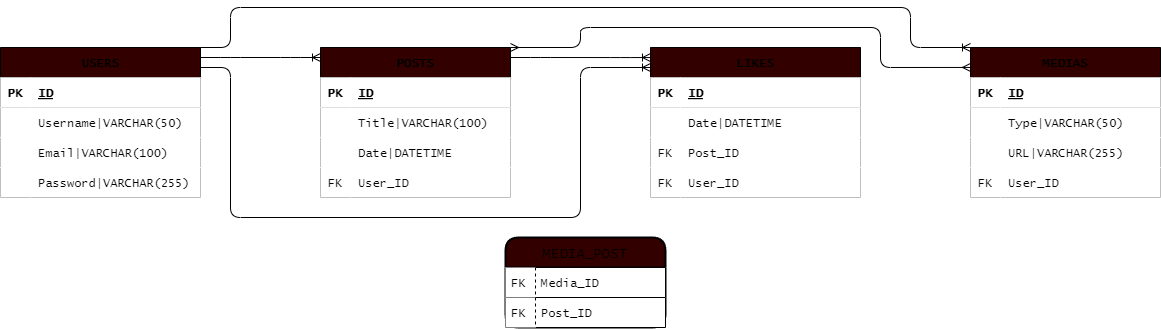 USERS
PK ID
Username|VARCHAR(50)
Email|VARCHAR(100)
Password|VARCHAR(255)
POSTS
PK ID
Title|VARCHAR(100)
Date|DATETIME
FK User_ID
LIKES
PK ID
Date|DATETIME
FK Post_ID
FK User_ID
MEDIAS
PK ID
Type|VARCHAR(50)
URL|VARCHAR(255)
FK User_ID
MEDIA_POST
FK Media_ID
FK Post_ID